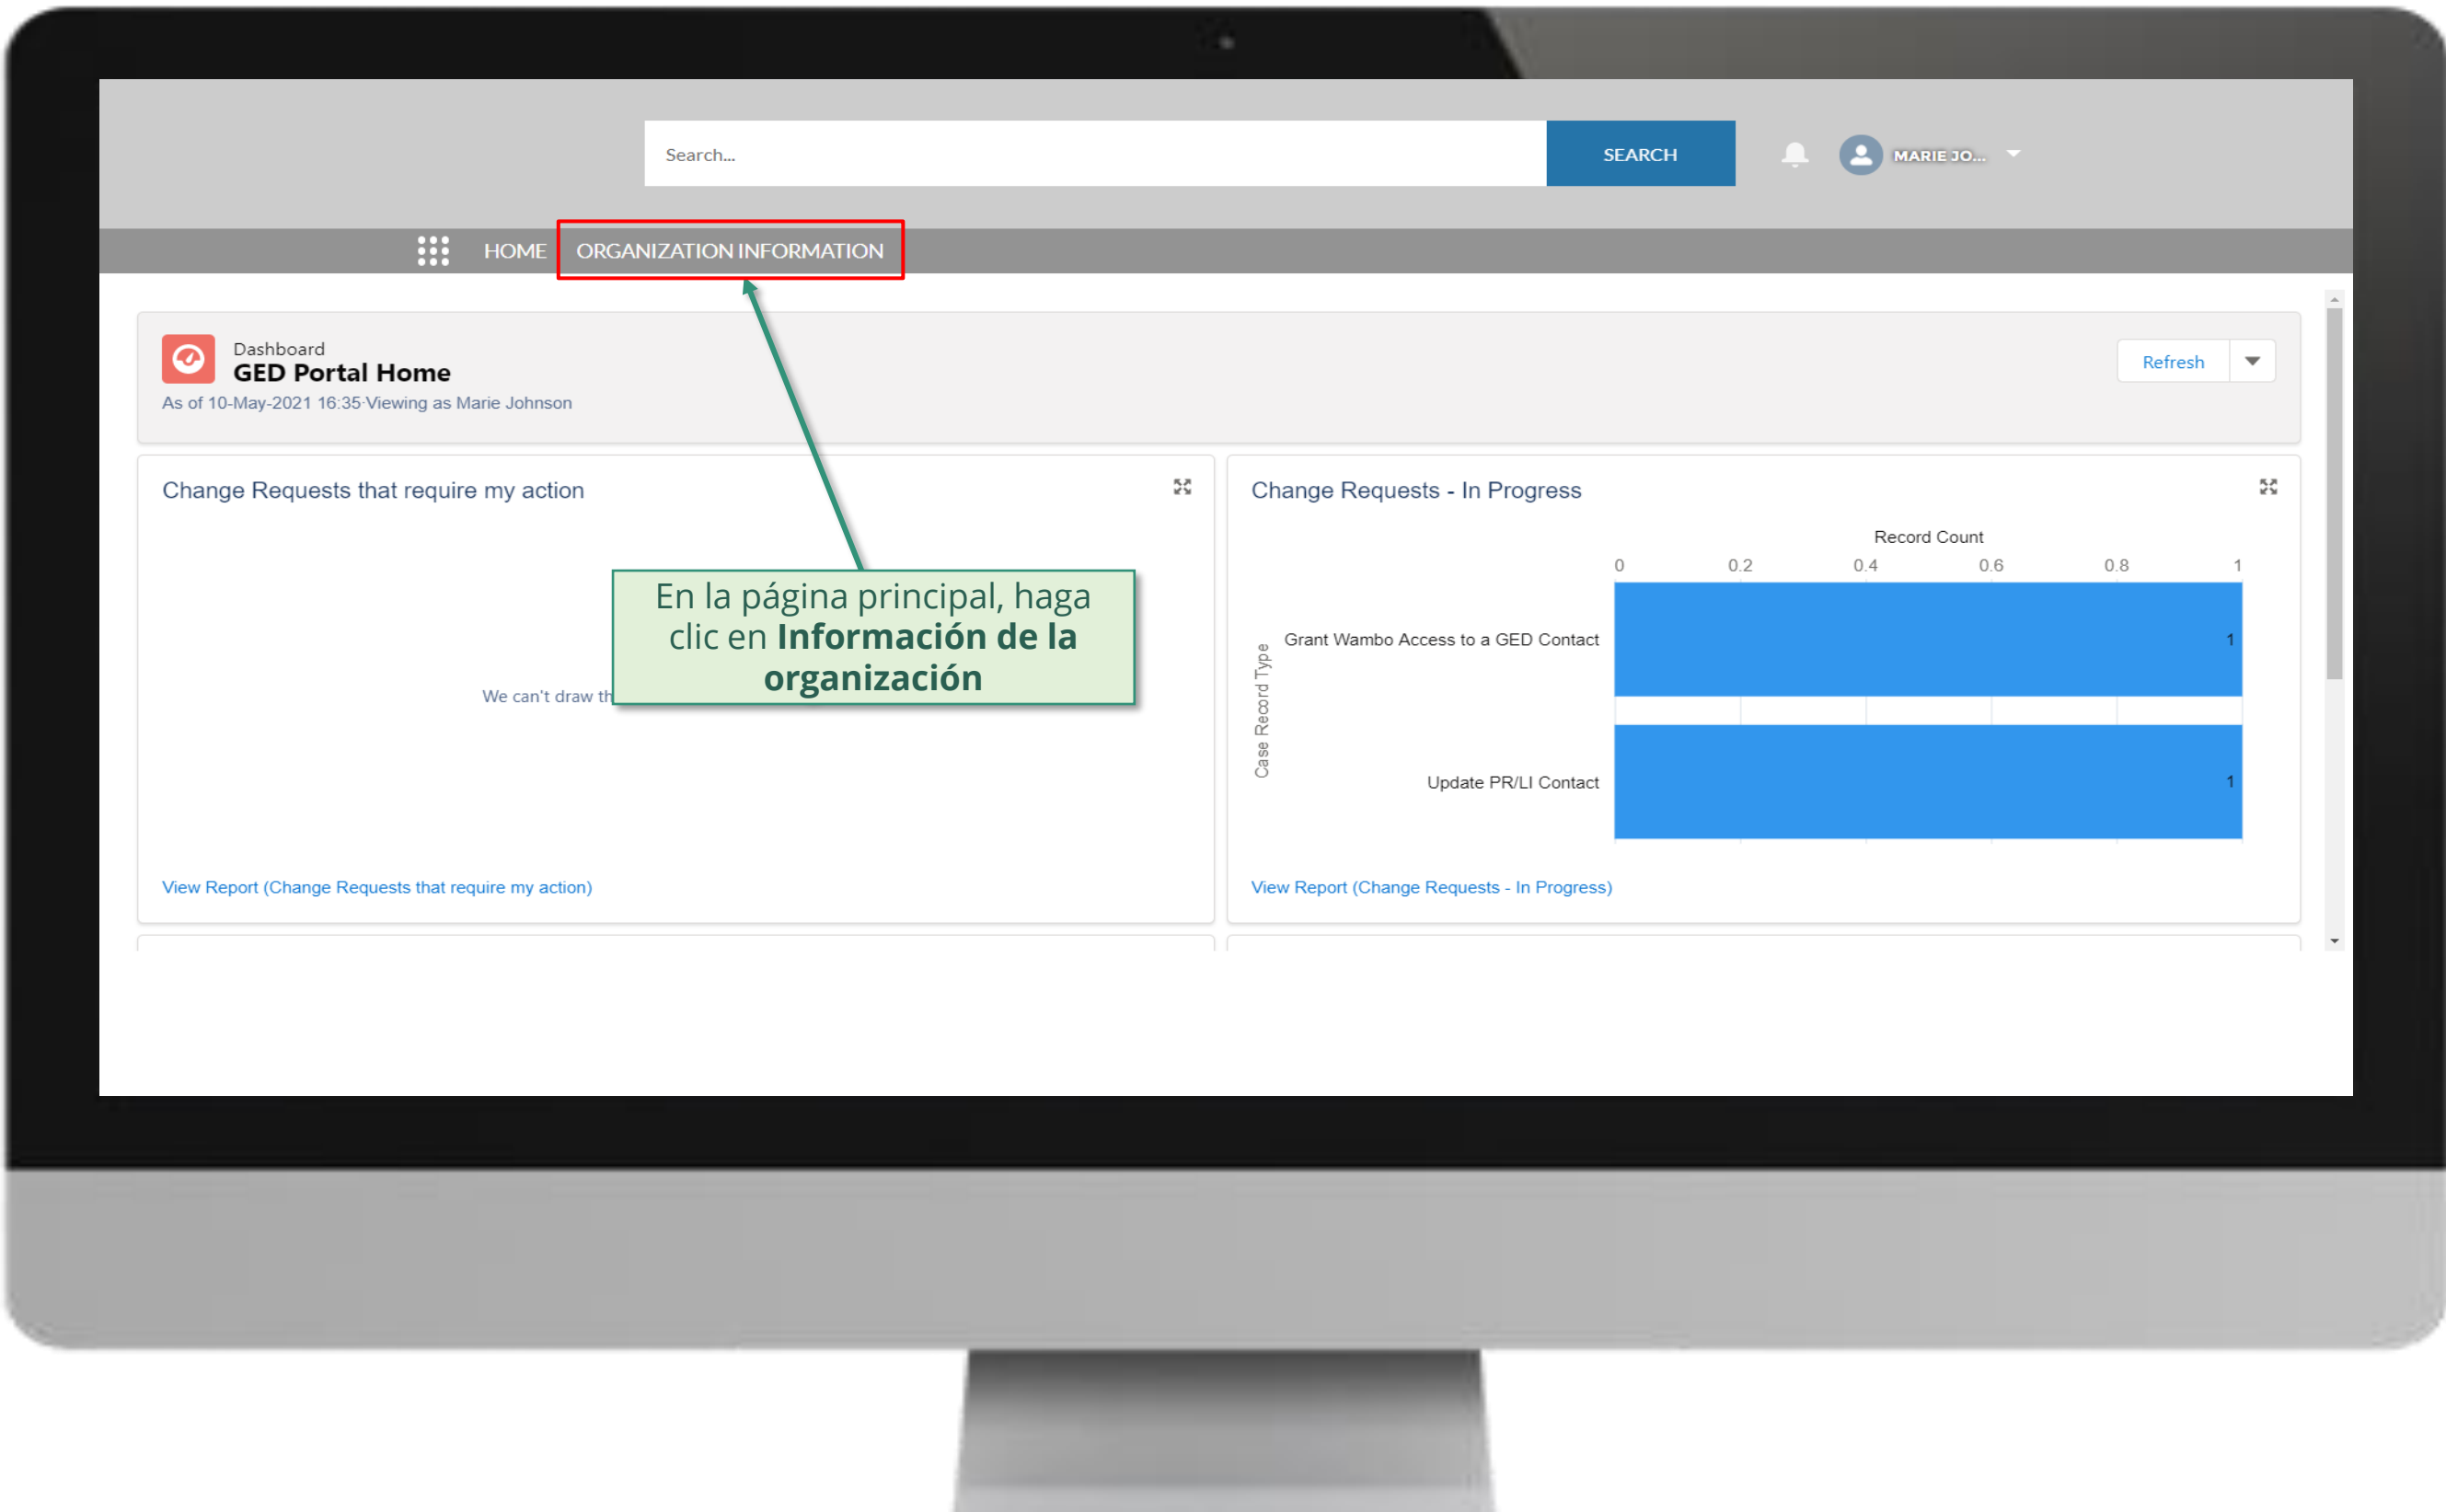 Search...
SEARCH
MARIE JO...
HOME
ORGANIZATION INFORMATION
Dashboard
GED Portal Home
As of 10-May-2021 16:35·Viewing as Marie Johnson
Refresh
Change Requests that require my action
We can't draw
En la página principal, haga
clic en Información de la
organización
View Report (Change Requests that require my action)
Change Requests - In Progress
Record Count
0 0.2 0.4 0.6 0.8 1
Case Record Type
Grant Wambo Access to a GED Contact
1
Update PR/LI Contact
1
View Report (Change Requests - In Progress)